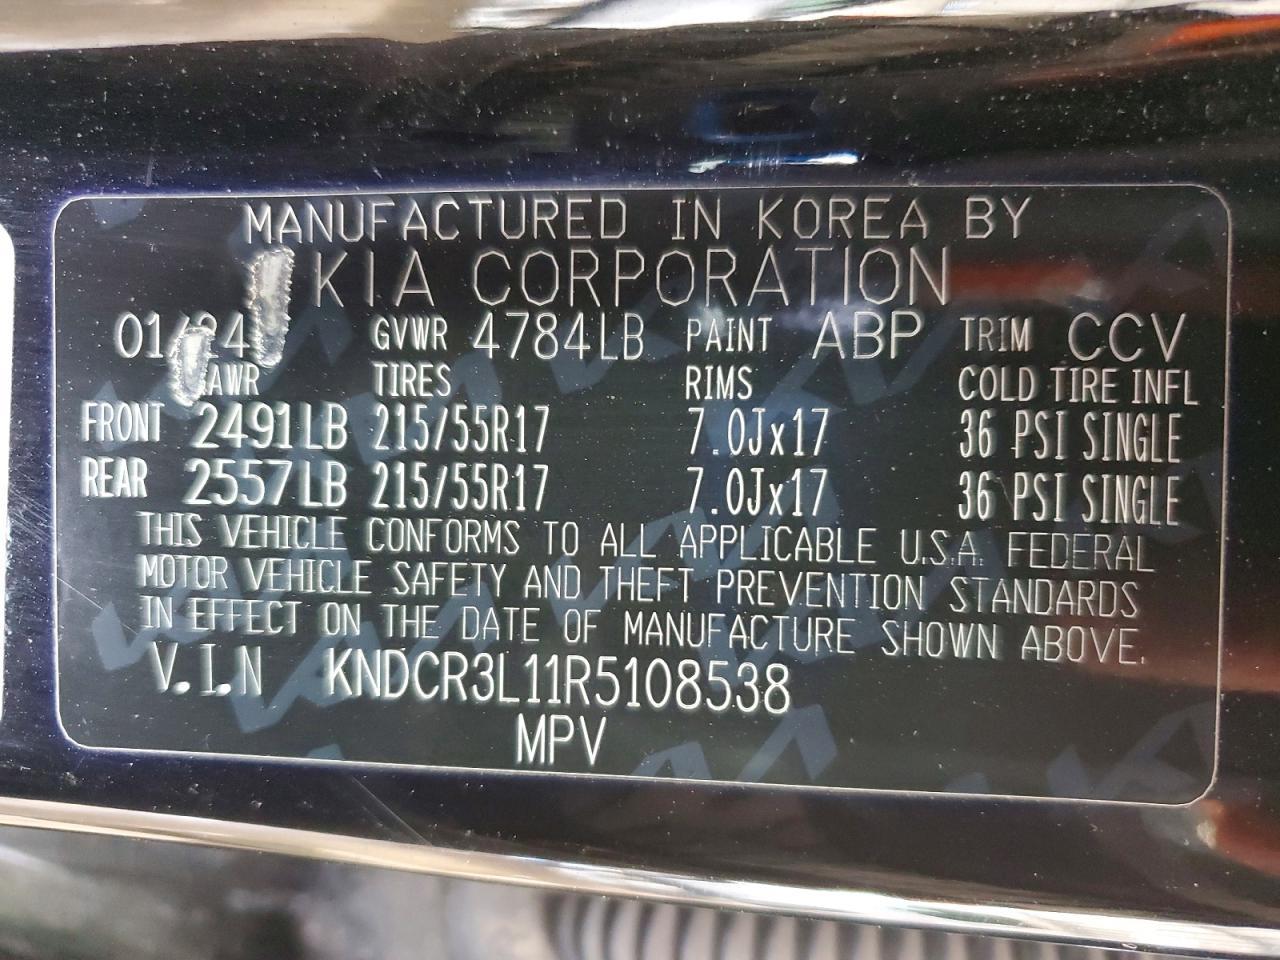 MANUFACTURED IN KOREA BY
KIA CORPORATION
01/24 GVWR 4784LB PAINT ABP TRIM CCV
AWR TIRES RIMS COLD TIRE INFL
FRONT 2491LB 215/55R17 7.0Jx17 36 PSI SINGLE
REAR 2557LB 215/55R17 7.0Jx17 36 PSI SINGLE
THIS VEHICLE CONFORMS TO ALL APPLICABLE U.S.A. FEDERAL
MOTOR VEHICLE SAFETY AND THEFT PREVENTION STANDARDS
IN EFFECT ON THE DATE OF MANUFACTURE SHOWN ABOVE.
V.I.N KNDCR3L11R5108538
MPV